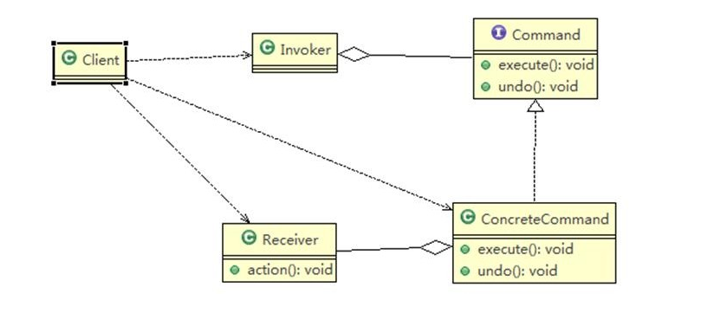 Client
Invoker
Command
execute(): void
undo(): void
Receiver
action(): void
ConcreteCommand
execute(): void
undo(): void